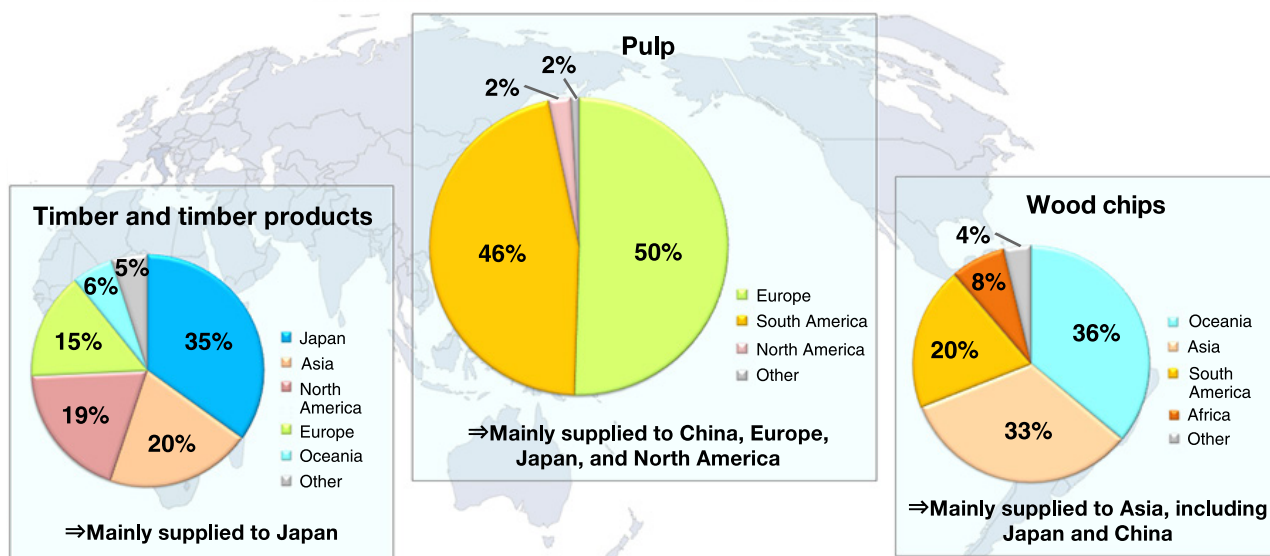 Timber and timber products
35%
20%
19%
15%
6%
5%
Japan
Asia
North
America
Europe
Oceania
Other
⇒Mainly supplied to Japan
Pulp
2%
2%
46%
50%
Europe
South America
North America
Other
⇒Mainly supplied to China, Europe,
Japan, and North America
Wood chips
4%
8%
36%
20%
33%
Oceania
Asia
South
America
Africa
Other
⇒Mainly supplied to Asia, including
Japan and China